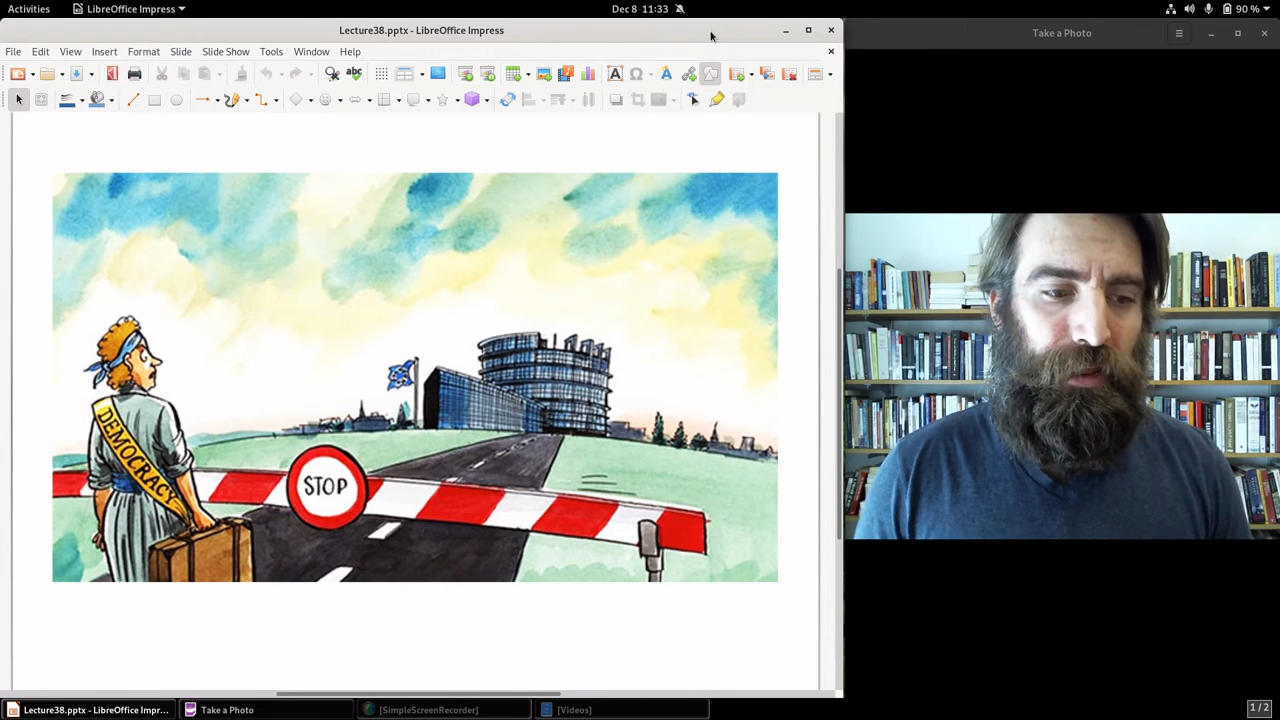 Activities LibreOffice Impress Dec 8 11:33 90 %
Lecture38.pptx - LibreOffice Impress
Take a Photo
File Edit View Insert Format Slide Slide Show Tools Window Help
DEMOCRACY
STOP
Lecture38.pptx - LibreOffice Impr...
Take a Photo
[SimpleScreenRecorder]
[Videos]
1 / 2